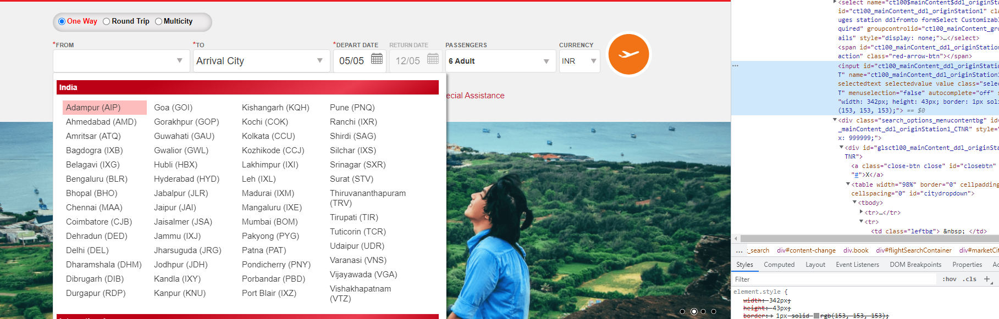 One Way Round Trip Multicity
*FROM *TO *DEPART DATE RETURN DATE PASSENGERS CURRENCY
Arrival City 05/05 12/05 6 Adult INR
India
Adampur (AIP)
Ahmedabad (AMD)
Amritsar (ATQ)
Bagdogra (IXB)
Belagavi (IXG)
Bengaluru (BLR)
Bhopal (BHO)
Chennai (MAA)
Coimbatore (CJB)
Dehradun (DED)
Delhi (DEL)
Dharamshala (DHM)
Dibrugarh (DIB)
Durgapur (RDP)
Goa (GOI)
Gorakhpur (GOP)
Guwahati (GAU)
Gwalior (GWL)
Hubli (HBX)
Hyderabad (HYD)
Jabalpur (JLR)
Jaipur (JAI)
Jaisalmer (JSA)
Jammu (IXJ)
Jharsuguda (JRG)
Jodhpur (JDH)
Kandla (IXY)
Kanpur (KNU)
Kishangarh (KQH)
Kochi (COK)
Kolkata (CCU)
Kozhikode (CCJ)
Lakhimpur (IXI)
Leh (IXL)
Madurai (IXM)
Mangaluru (IXE)
Mumbai (BOM)
Pakyong (PYG)
Patna (PAT)
Pondicherry (PNY)
Porbandar (PBD)
Port Blair (IXZ)
Pune (PNQ)
Ranchi (IXR)
Shirdi (SAG)
Silchar (IXS)
Srinagar (SXR)
Surat (STV)
Thiruvananthapuram
(TRV)
Tirupati (TIR)
Tuticorin (TCR)
Udaipur (UDR)
Varanasi (VNS)
Vijayawada (VGA)
Vishakhapatnam
(VTZ)
ecial Assistance
<select name="ctl00$mainContent$ddl_originSta
id="ctl00_mainContent_ddl_originStation1" cla
uges station ddlfromto formSelect Customizabl
quired" groupcontrolid="ctl00_mainContent_gro
ails" style="display: none;">…</select>
<span id="ctl00_mainContent_ddl_originStation
action" class="red-arrow-btn"></span>
<input id="ctl00_mainContent_ddl_originStatio
T" name="ctl00_mainContent_ddl_originStation1
selectedtext selectedvalue value class="selec
T" menuselection="false" autocomplete="off" s
"width: 342px; height: 43px; border: 1px soli
(153, 153, 153);"> == $0
<div class="search_options_menucontentbg" id=
_mainContent_ddl_originStation1_CTNR" style="
x: 999999;">
<div id="glsctl00_mainContent_ddl_originSta
TNR">
<a class="close-btn close" id="closebtn"
"#">X</a>
<table width="98%" border="0" cellpadding
cellspacing="0" id="citydropdown">
<tbody>
<tr>…</tr>
<tr>
<td class="leftbg"> &nbsp; </td>
... t_search div#content-change div.book div#flightSearchContainer div#marketCit
Styles Computed Layout Event Listeners DOM Breakpoints Properties Ac
Filter :hov .cls +
element.style {
width: 342px;
height: 43px;
border: 1px solid rgb(153, 153, 153);